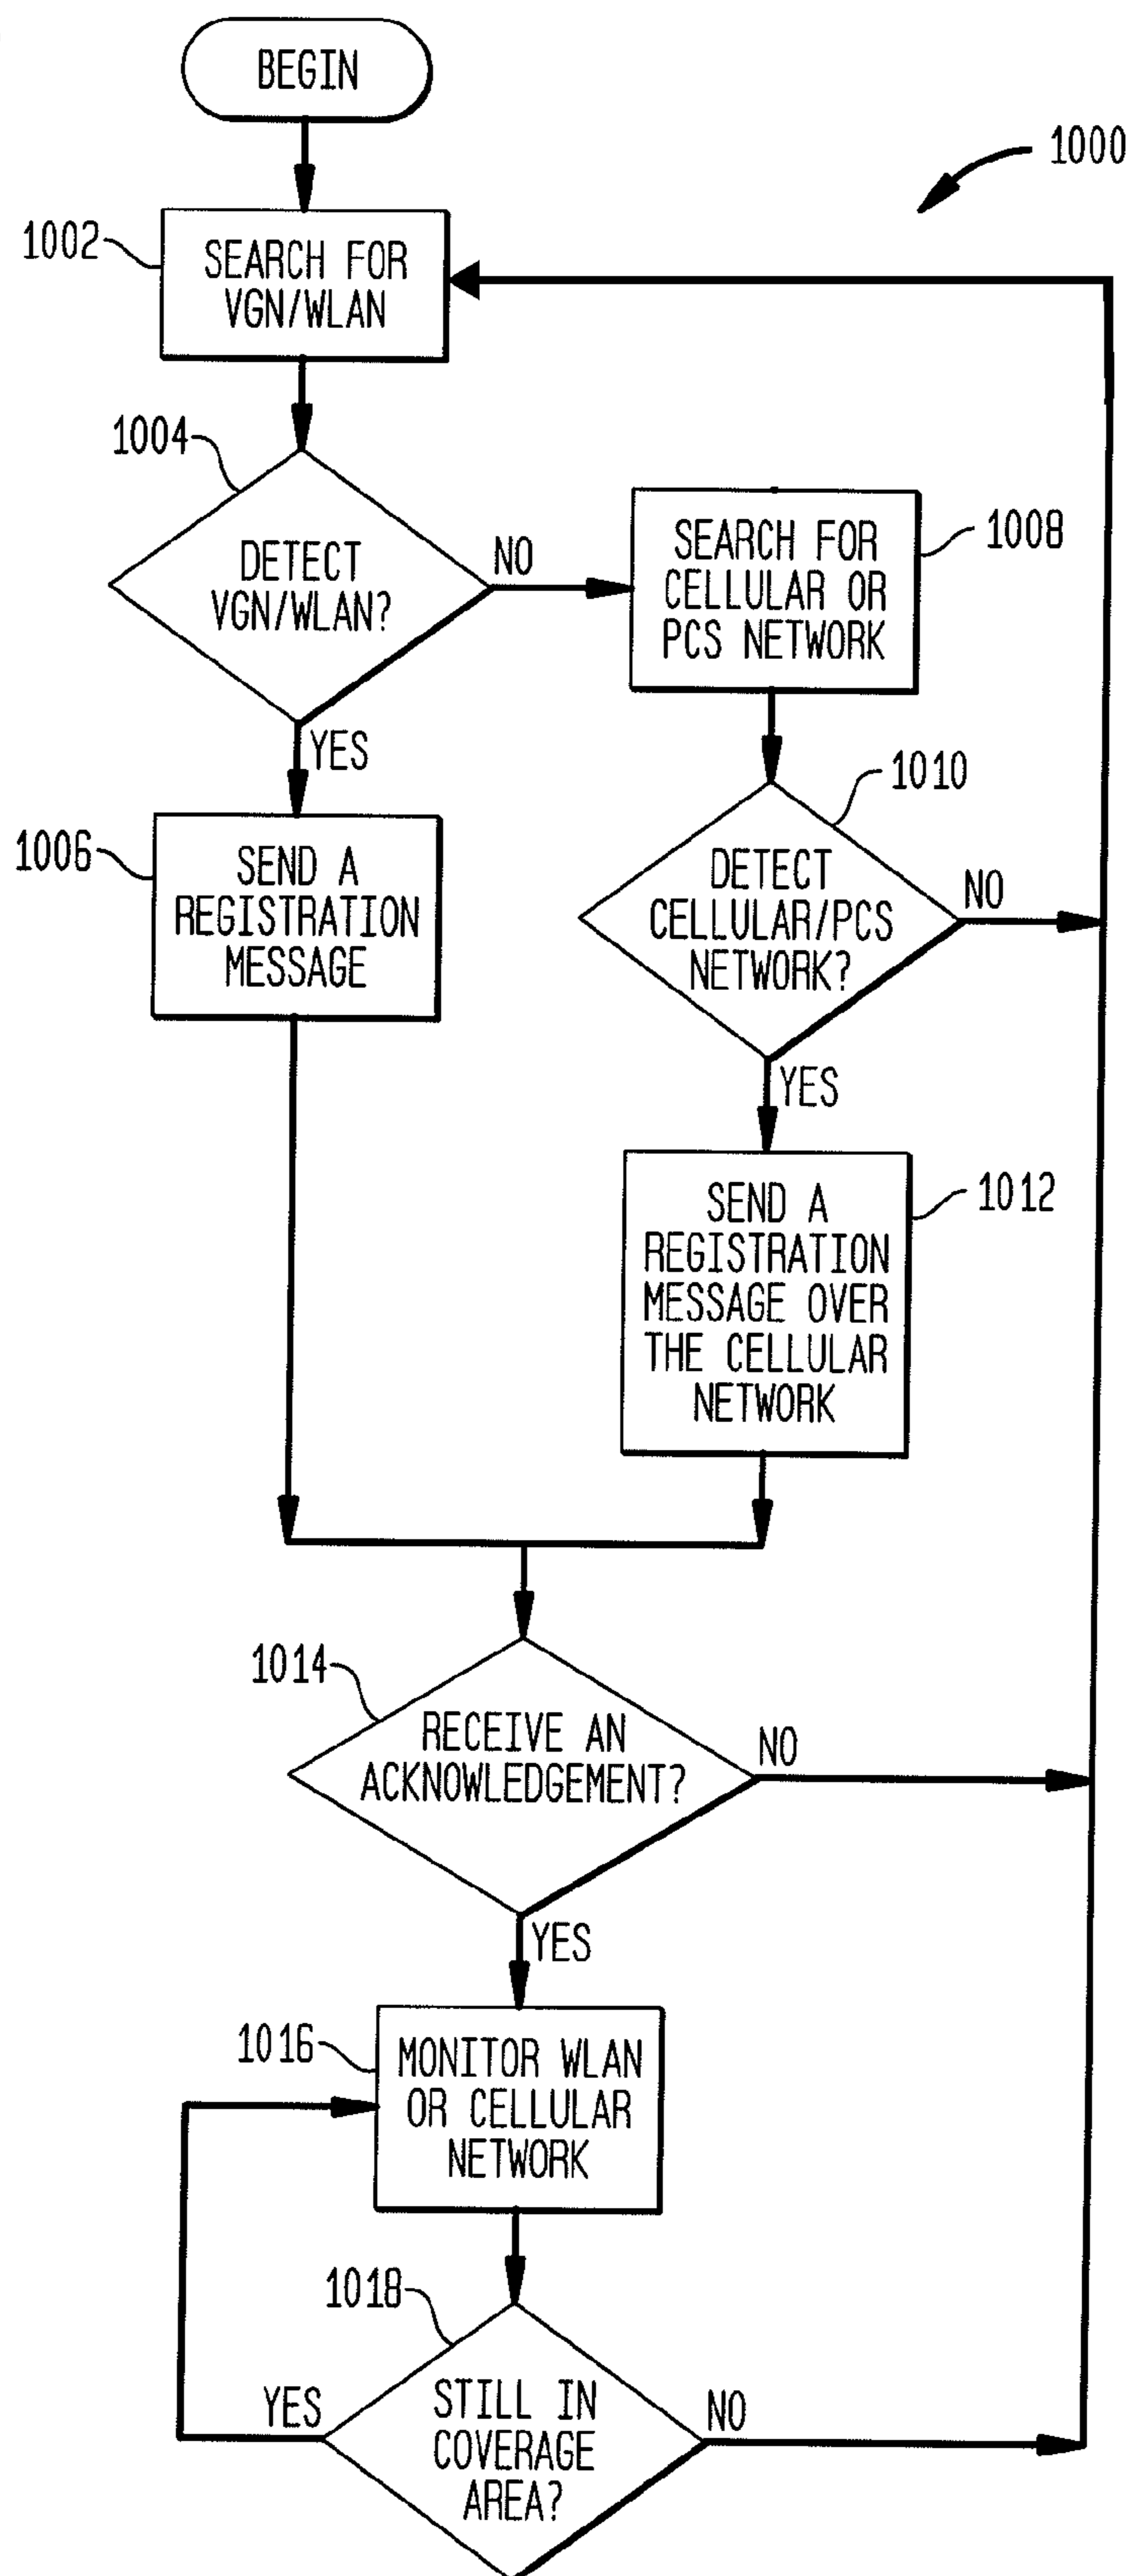 BEGIN
1000
1002
SEARCH FOR
VGN/WLAN
1004
DETECT
VGN/WLAN?
NO
YES
1008
SEARCH FOR
CELLULAR OR
PCS NETWORK
1006
SEND A
REGISTRATION
MESSAGE
1010
DETECT
CELLULAR/PCS
NETWORK?
NO
YES
1012
SEND A
REGISTRATION
MESSAGE OVER
THE CELLULAR
NETWORK
1014
RECEIVE AN
ACKNOWLEDGEMENT?
NO
YES
1016
MONITOR WLAN
OR CELLULAR
NETWORK
1018
STILL IN
COVERAGE
AREA?
YES
NO